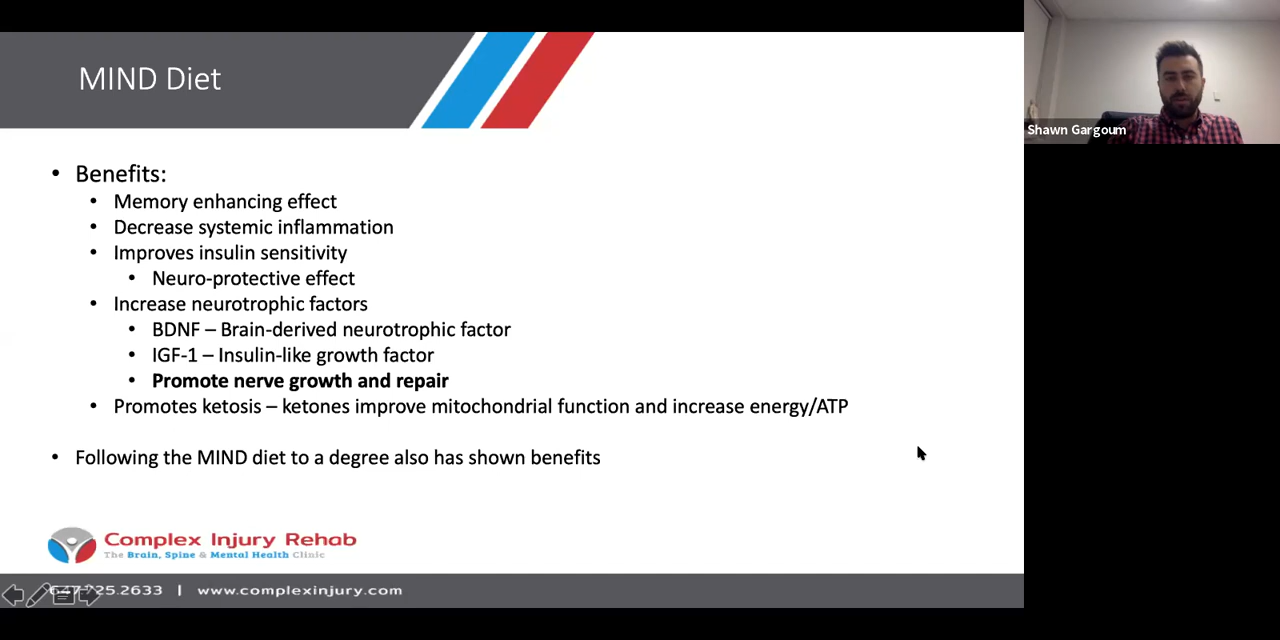 MIND Diet
Shawn Gargoum
• Benefits:
• Memory enhancing effect
• Decrease systemic inflammation
• Improves insulin sensitivity
• Neuro-protective effect
• Increase neurotrophic factors
• BDNF – Brain-derived neurotrophic factor
• IGF-1 – Insulin-like growth factor
• Promote nerve growth and repair
• Promotes ketosis – ketones improve mitochondrial function and increase energy/ATP
• Following the MIND diet to a degree also has shown benefits
Complex Injury Rehab
The Brain, Spine & Mental Health Clinic
2633 | www.complexinjury.com